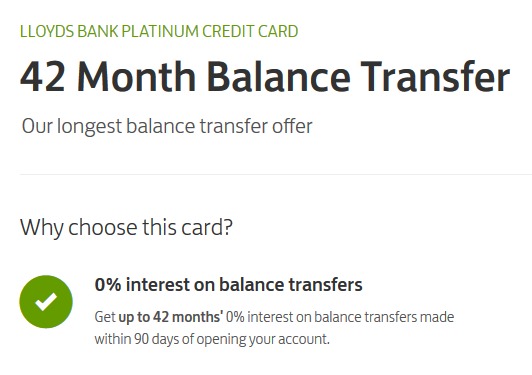 LLOYDS BANK PLATINUM CREDIT CARD
42 Month Balance Transfer
Our longest balance transfer offer
Why choose this card?
0% interest on balance transfers
Get up to 42 months' 0% interest on balance transfers made
within 90 days of opening your account.